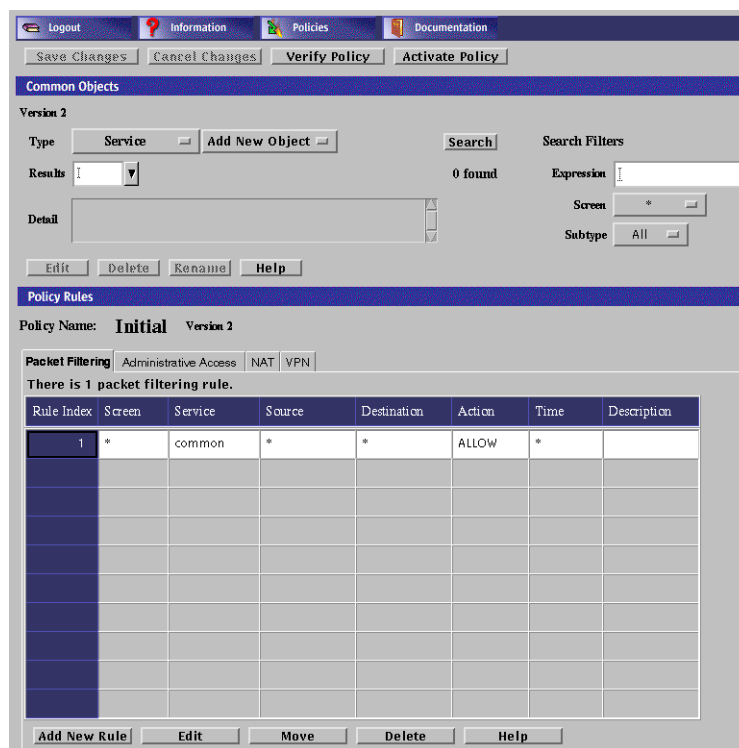 Logout Information Policies Documentation
Save Changes Cancel Changes Verify Policy Activate Policy
Common Objects
Version 2
Type Service Add New Object Search Search Filters
Results 0 found Expression
Screen *
Detail
Subtype All
Edit Delete Rename Help
Policy Rules
Policy Name: Initial Version 2
Packet Filtering Administrative Access NAT VPN
There is 1 packet filtering rule.
Rule Index Screen Service Source Destination Action Time Description
1 * common * * ALLOW *
Add New Rule Edit Move Delete Help